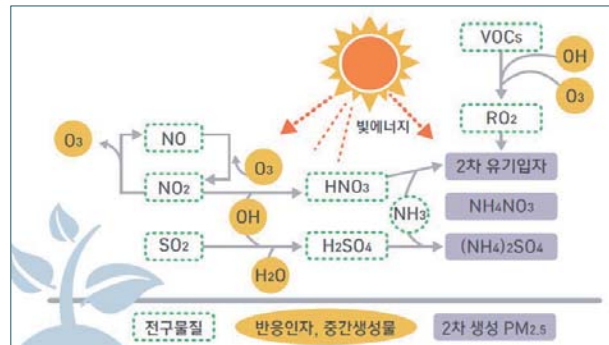 VOCs
OH
O₃
빛에너지
RO₂
O₃
NO
O₃
NO₂
HNO₃
2차 유기입자
OH
NH₃
NH₄NO₃
SO₂
H₂SO₄
(NH₄)₂SO₄
H₂O
전구물질
반응인자, 중간생성물
2차 생성 PM₂.₅